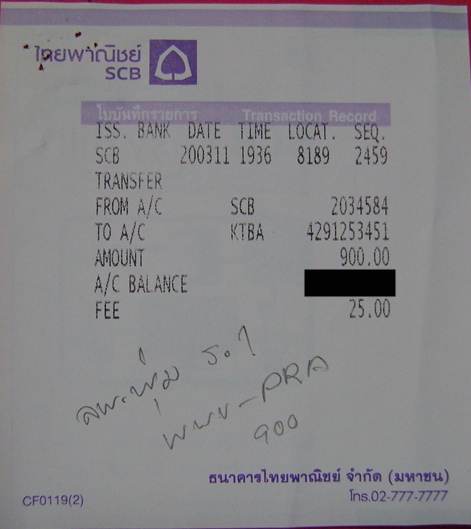 ไทยพาณิชย์
SCB
ใบบันทึกรายการ Transaction Record
ISS. BANK DATE TIME LOCAT. SEQ.
SCB 200311 1936 8189 2459
TRANSFER
FROM A/C SCB 2034584
TO A/C KTBA 4291253451
AMOUNT 900.00
A/C BALANCE
FEE 25.00
PRA
900
ธนาคารไทยพาณิชย์ จำกัด (มหาชน)
CF0119(2) โทร.02-777-7777